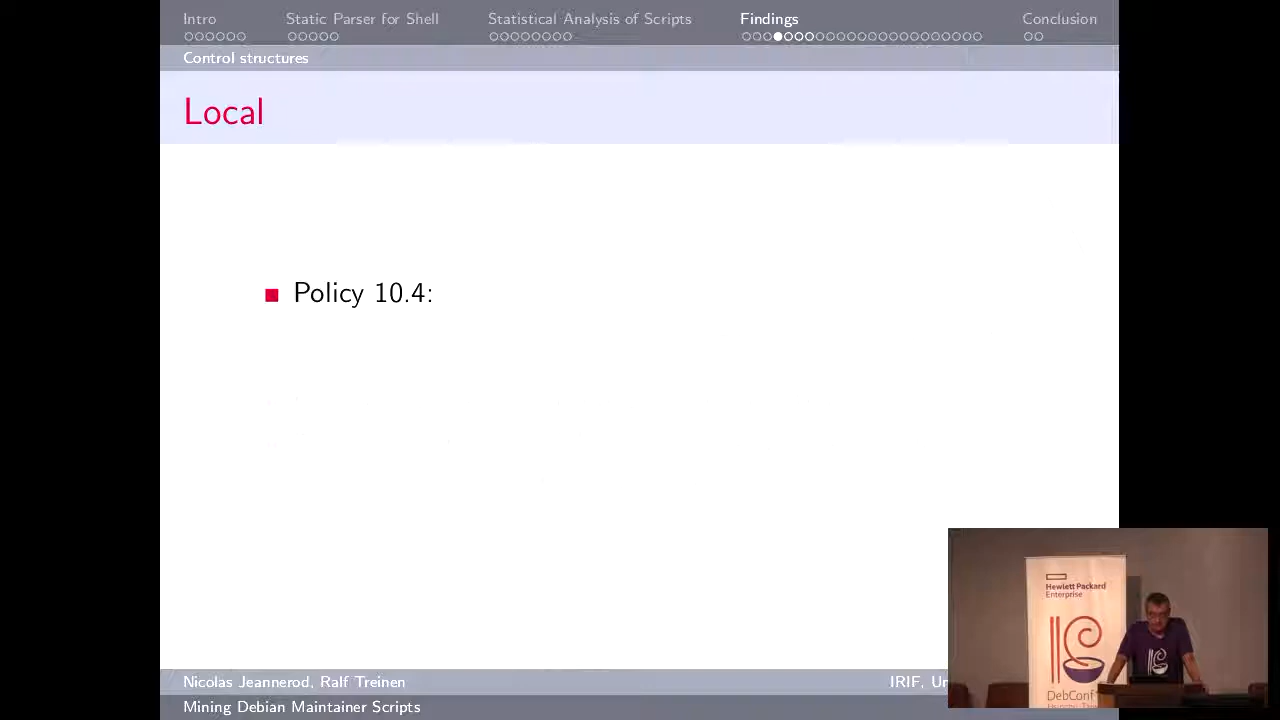 Intro
Static Parser for Shell
Statistical Analysis of Scripts
Findings
Conclusion
Control structures
Local
Policy 10.4:
Hewlett Packard
Enterprise
DebConf
Nicolas Jeannerod, Ralf Treinen
IRIF,
Mining Debian Maintainer Scripts